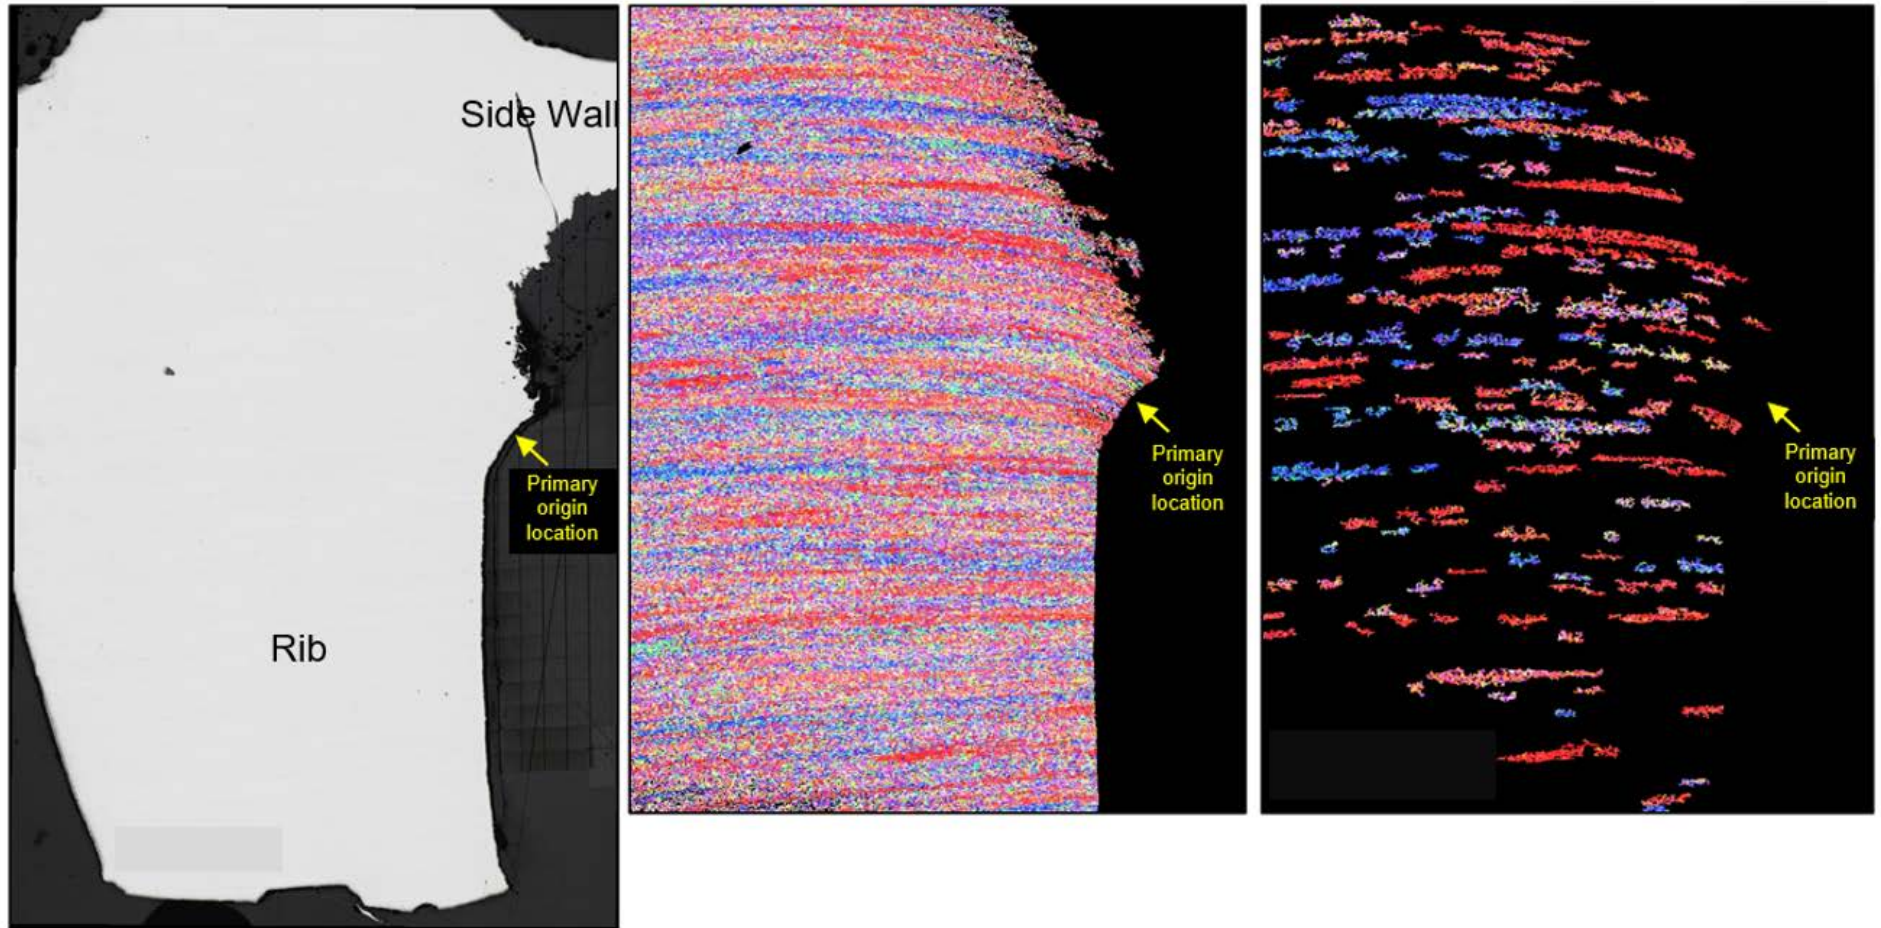 Side Wall
Primary
origin
location
Rib
Primary
origin
location
Primary
origin
location